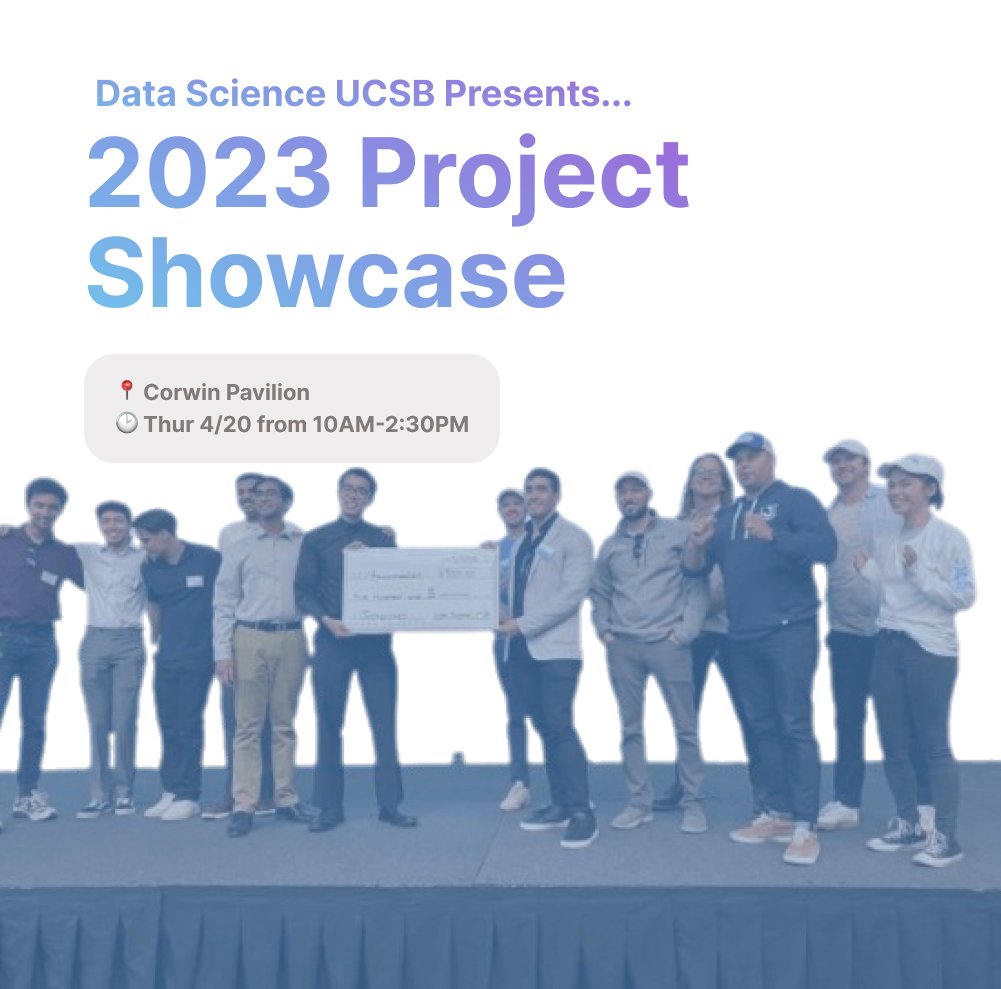 Data Science UCSB Presents...
2023 Project
Showcase
📍 Corwin Pavilion
🕑 Thur 4/20 from 10AM-2:30PM